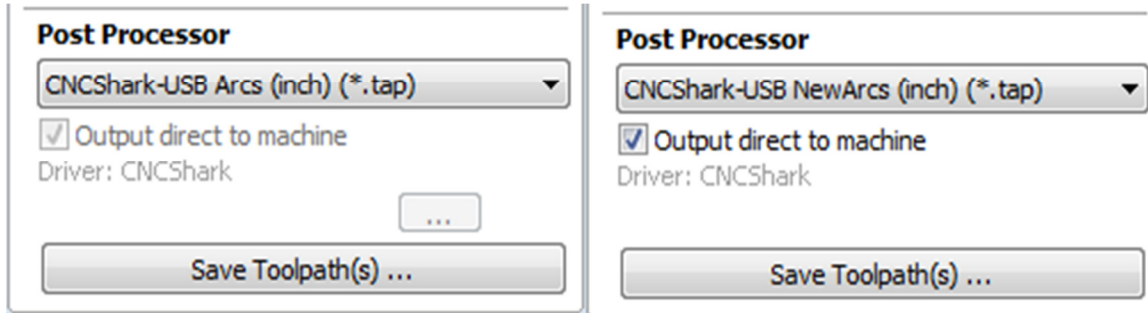 Post Processor
CNCShark-USB Arcs (inch) (*.tap)
Output direct to machine
Driver: CNCShark
...
Save Toolpath(s) ...
Post Processor
CNCShark-USB NewArcs (inch) (*.tap)
Output direct to machine
Driver: CNCShark
Save Toolpath(s) ...